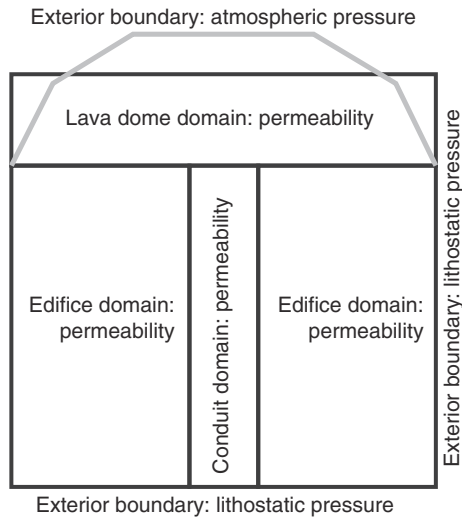 Exterior boundary: atmospheric pressure
Lava dome domain: permeability
Edifice domain:
permeability
Conduit domain: permeability
Edifice domain:
permeability
Exterior boundary: lithostatic pressure
Exterior boundary: lithostatic pressure